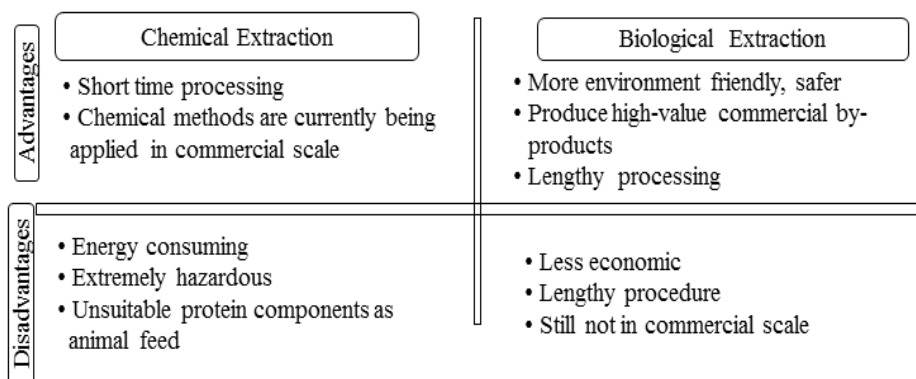 Chemical Extraction
Biological Extraction
Advantages
• Short time processing
• Chemical methods are currently being
applied in commercial scale
• More environment friendly, safer
• Produce high-value commercial by-
products
• Lengthy processing
Disadvantages
• Energy consuming
• Extremely hazardous
• Unsuitable protein components as
animal feed
• Less economic
• Lengthy procedure
• Still not in commercial scale